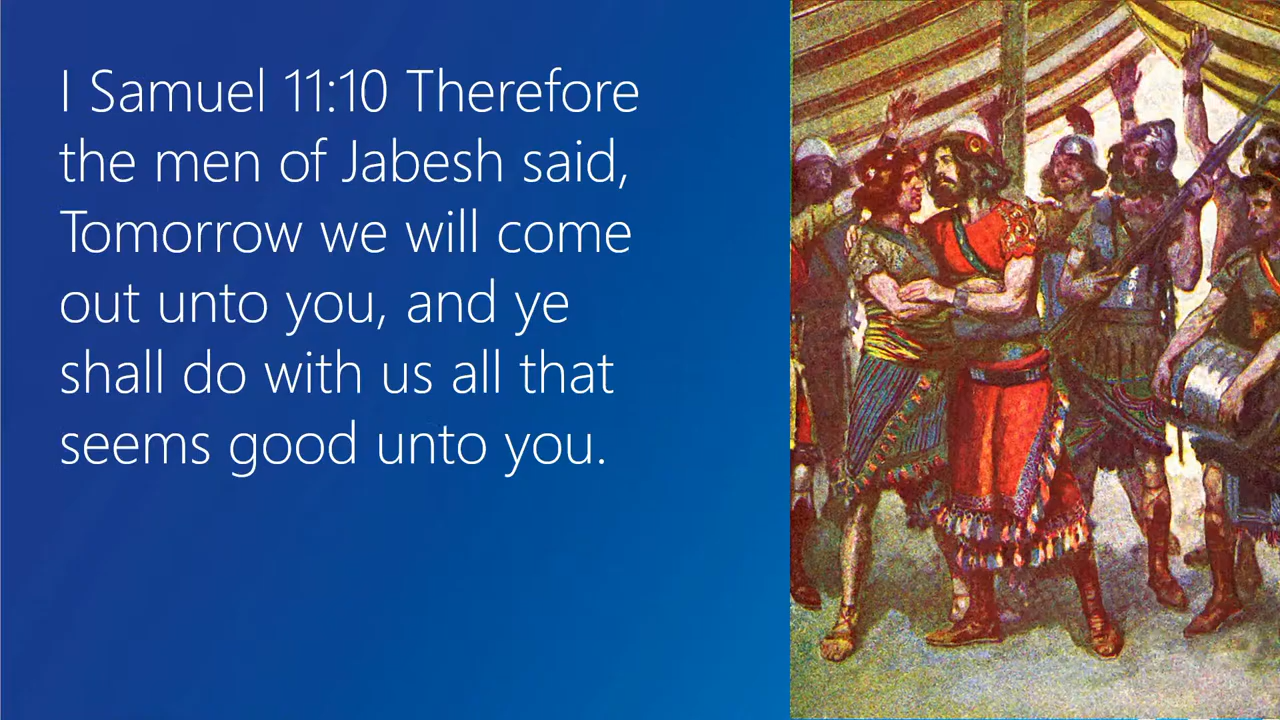 I Samuel 11:10 Therefore
the men of Jabesh said,
Tomorrow we will come
out unto you, and ye
shall do with us all that
seems good unto you.